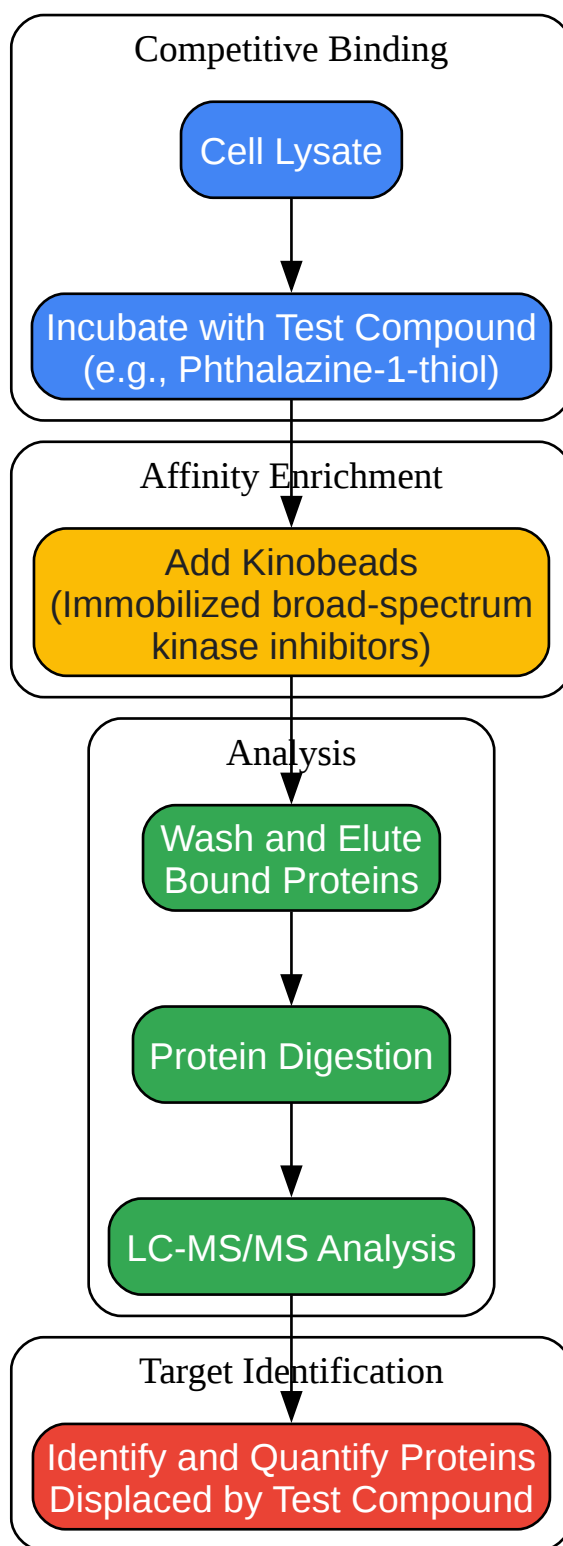 Competitive Binding
Cell Lysate
Incubate with Test Compound
(e.g., Phthalazine-1-thiol)
Affinity Enrichment
Add Kinobeads
(Immobilized broad-spectrum
kinase inhibitors)
Analysis
Wash and Elute
Bound Proteins
Protein Digestion
LC-MS/MS Analysis
Target Identification
Identify and Quantify Proteins
Displaced by Test Compound